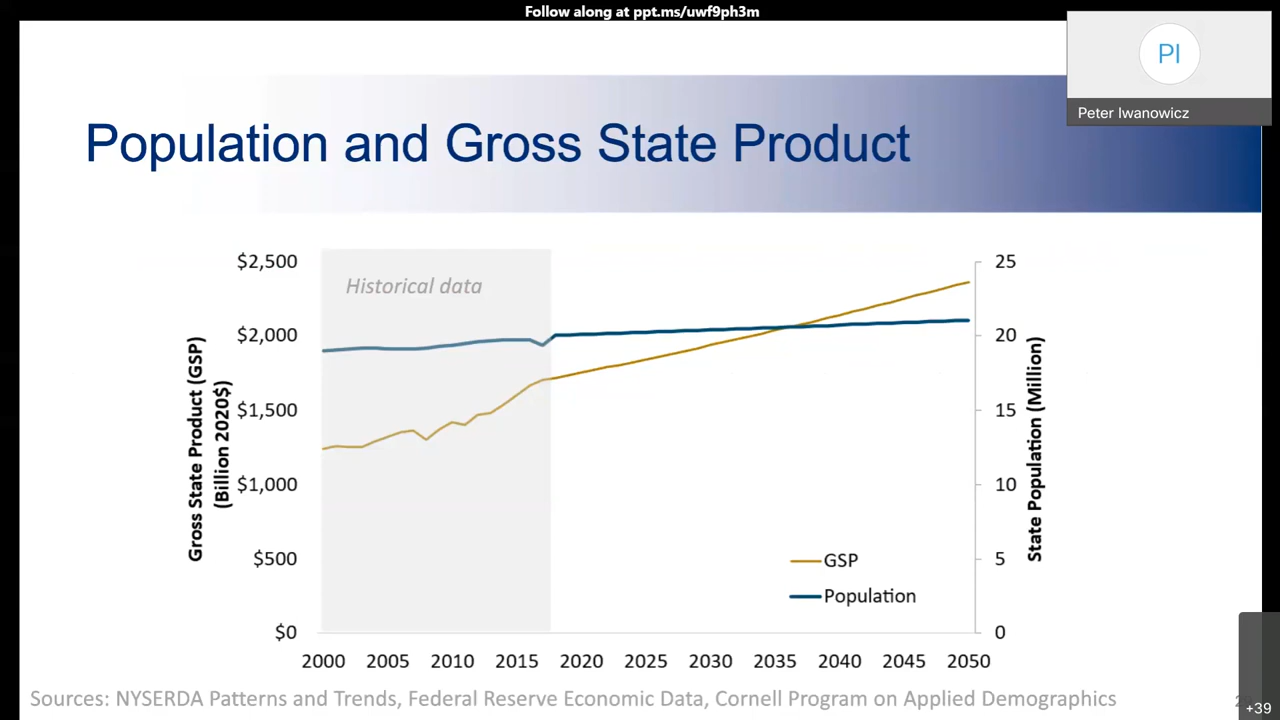 Follow along at ppt.ms/uwf9ph3m
PI
Peter Iwanowicz
Population and Gross State Product
Historical data
$2,500
$2,000
$1,500
$1,000
$500
$0
Gross State Product (GSP)
(Billion 2020$)
25
20
15
10
5
0
State Population (Million)
GSP
Population
2000 2005 2010 2015 2020 2025 2030 2035 2040 2045 2050
Sources: NYSERDA Patterns and Trends, Federal Reserve Economic Data, Cornell Program on Applied Demographics
+39